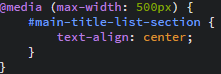 @media (max-width: 500px) {
    #main-title-list-section {
        text-align: center;
    }
}